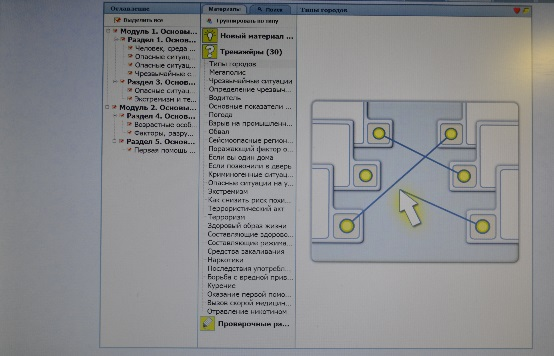 Оглавление
Выделить все
Модуль 1. Основы...
Раздел 1. Основ...
Человек, среда ...
Опасные ситуац...
Опасные ситуац...
Чрезвычайные с...
Раздел 3. Основ...
Опасные ситуац...
Экстремизм и те...
Модуль 2. Основы...
Раздел 4. Основ...
Возрастные особ...
Факторы, разру...
Раздел 5. Основ...
Первая помощь ...
Материалы
Поиск
Группировать по типу
Новый материал ...
Тренажёры (30)
Типы городов
Мегаполис
Чрезвычайные ситуации
Определение чрезвыч...
Водитель
Основные показатели ...
Погода
Взрыв на промышленн...
Обвал
Сейсмоопасные регион...
Поражающий фактор о...
Если вы один дома
Если позвонили в дверь
Криминогенные ситуац...
Опасные ситуации на у...
Экстремизм
Как снизить риск похи...
Террористический акт
Терроризм
Здоровый образ жизни
Составляющие здорово...
Составляющие режима...
Средства закаливания
Наркотики
Последствия употребл...
Борьба с вредной прив...
Курение
Оказание первой помо...
Вызов скорой медицин...
Отравление никотином
Проверочные ра...
Типы городов